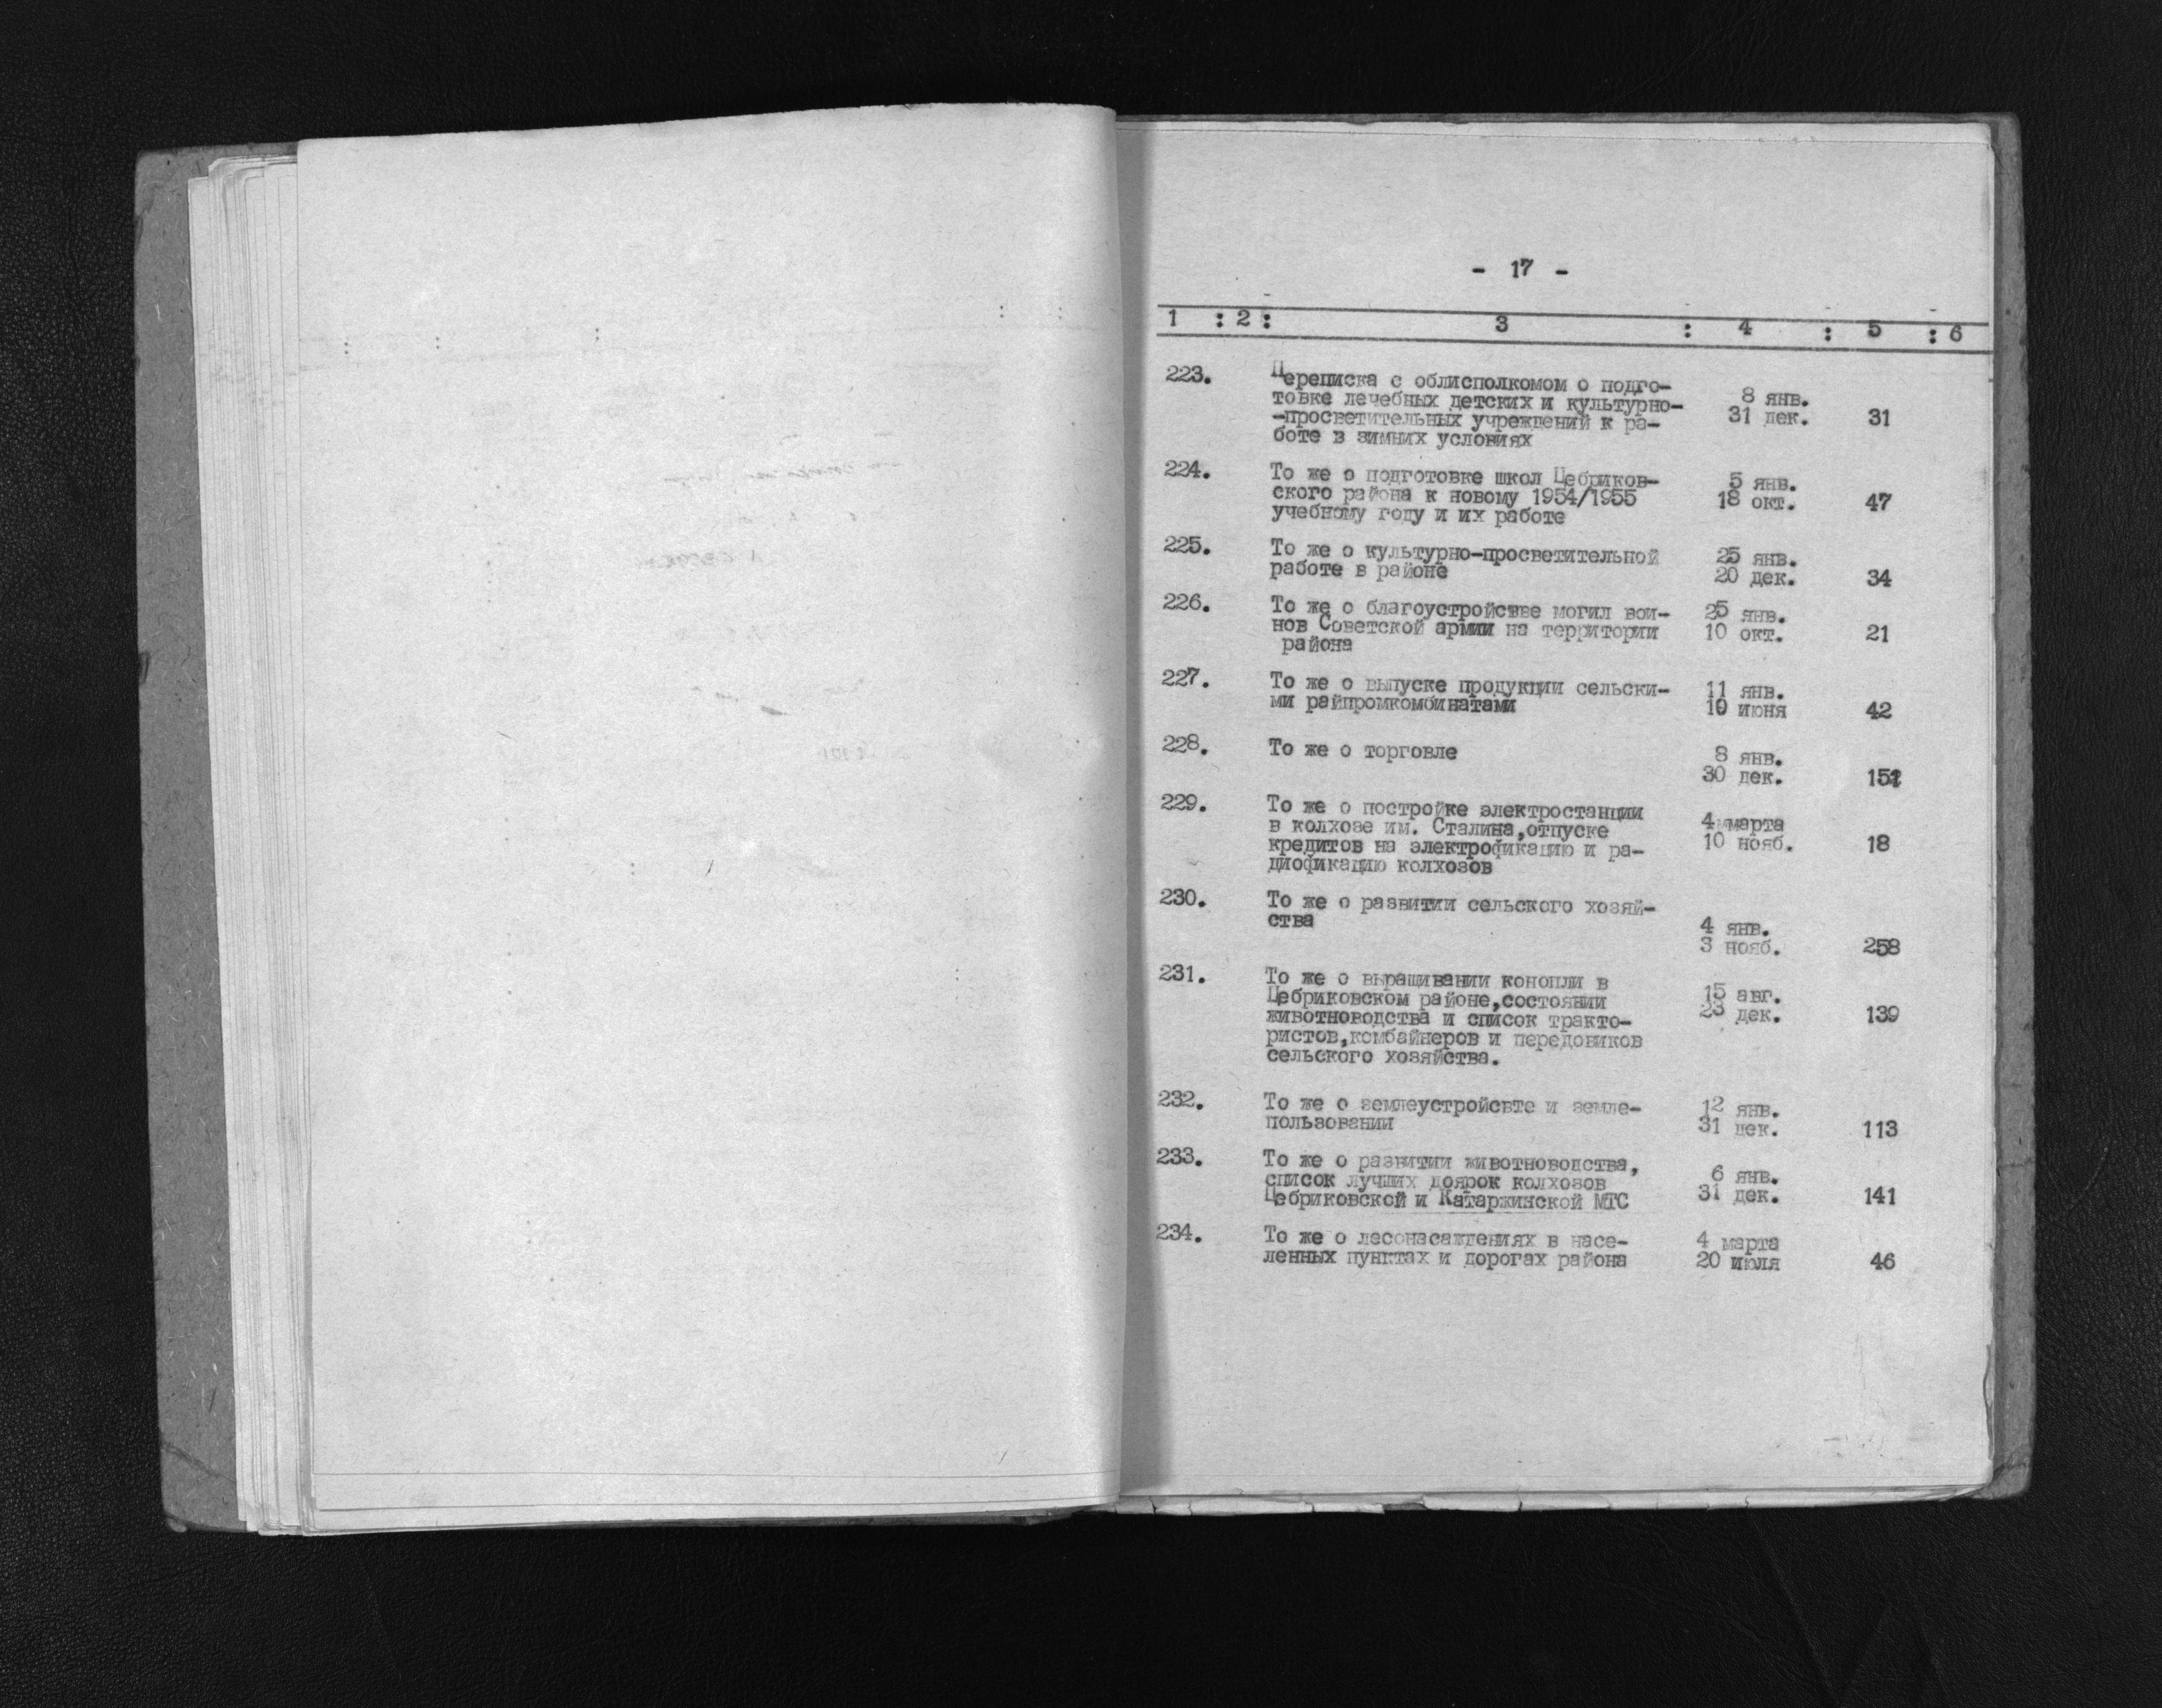 - 17 -
1 : 2 : 3 : 4 : 5 : 6
223. Переписка с облисполкомом о подго-
товке лечебных детских и культурно- 8 янв.
-просветительных учреждений к ра- 31 дек. 31
боте в зимних условиях
224. То же о подготовке школ Цебриков- 5 янв.
ского района к новому 1954/1955 18 окт. 47
учебному году и их работе
225. То же о культурно-просветительной 25 янв.
работе в районе 20 дек. 34
226. То же о благоустройстве могил вои- 25 янв.
нов Советской армии на территории 10 окт. 21
района
227. То же о выпуске продукции сельски- 11 янв.
ми райпромкомбинатами 10 июня 42
228. То же о торговле 8 янв.
30 дек.
229. То же о постройке электростанции
в колхозе им. Сталина,отпуске 4 марта
кредитов на электрофикацию и ра- 10 нояб. 18
диофикацию колхозов
230. То же о развитии сельского хозяй-
ства 4 янв.
3 нояб. 258
231. То же о выращивании конопли в
Цебриковском районе,состоянии 15 авг.
животноводства и список тракто- 23 дек. 139
ристов,комбайнеров и передовиков
сельского хозяйства.
232. То же о землеустройсвте и земле- 12 янв.
пользовании 31 дек. 113
233. То же о развитии животноводства,
список лучших доярок колхозов 6 янв.
Цебриковской и Катаржинской МТС 31 дек. 141
234. То же о лесонасаждениях в насе- 4 марта
ленных пунктах и дорогах района 20 июля 46